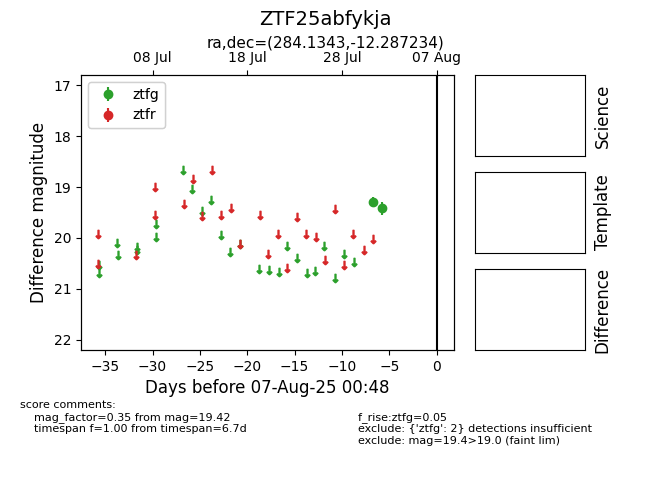 ZTF25abfykja
ra,dec=(284.1343,-12.287234)
08 Jul
18 Jul
28 Jul
07 Aug
ztfg
ztfr
17
18
19
20
21
22
Difference magnitude
−35
−30
−25
−20
−15
−10
−5
0
Days before 07-Aug-25 00:48
Science
Template
Difference
score comments:
mag_factor=0.35 from mag=19.42
timespan f=1.00 from timespan=6.7d
f_rise:ztfg=0.05
exclude: {'ztfg': 2} detections insufficient
exclude: mag=19.4>19.0 (faint lim)